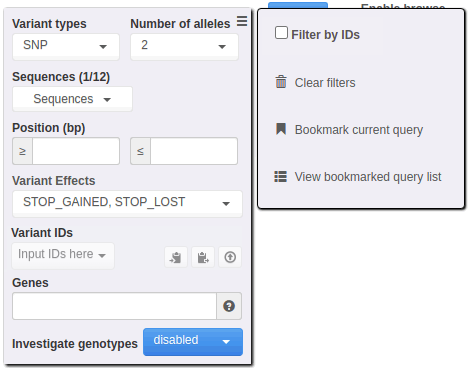 Variant types
Number of alleles
SNP
2
Sequences (1/12)
Sequences
Position (bp)
≥
≤
Variant Effects
STOP_GAINED, STOP_LOST
Variant IDs
Input IDs here
Genes
?
Investigate genotypes
disabled
Enable browse
Filter by IDs
Clear filters
Bookmark current query
View bookmarked query list